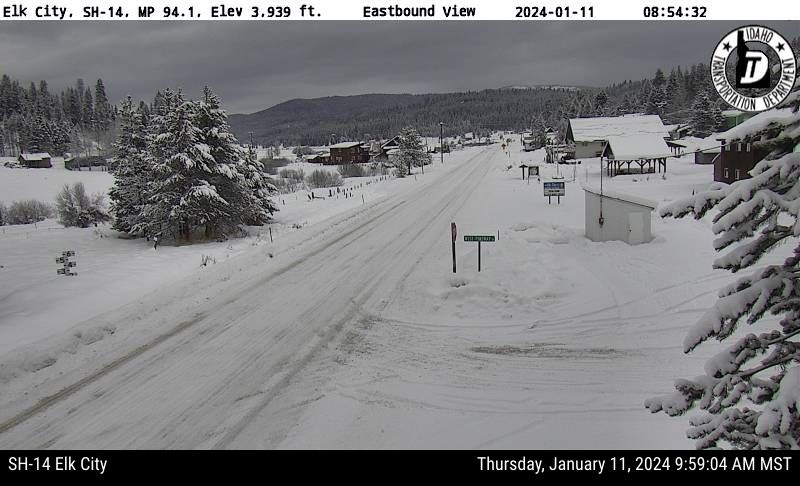 Elk City, SH-14, MP 94.1, Elev 3,939 ft. Eastbound View 2024-01-11 08:54:32
IDAHO TRANSPORTATION DEPARTMENT
SH-14 Elk City Thursday, January 11, 2024 9:59:04 AM MST